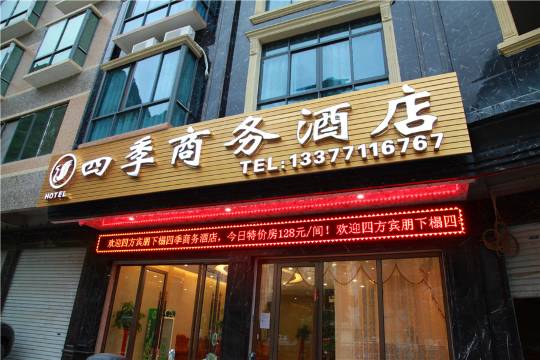 四季商务酒店
HOTEL
TEL:13377116767
欢迎四方宾朋下榻四季商务酒店，今日特价房128元/间！欢迎四方宾朋下榻四